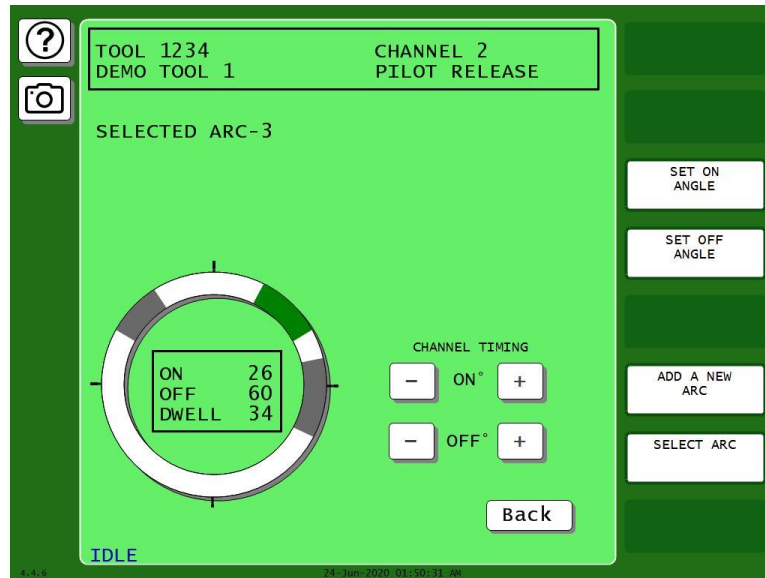 ?
TOOL 1234 CHANNEL 2
DEMO TOOL 1 PILOT RELEASE
SELECTED ARC-3
SET ON
ANGLE
SET OFF
ANGLE
ON 26
OFF 60
DWELL 34
CHANNEL TIMING
- ON° +
- OFF° +
ADD A NEW
ARC
SELECT ARC
Back
IDLE
4.4.6
24-Jun-2020 01:50:31 AM